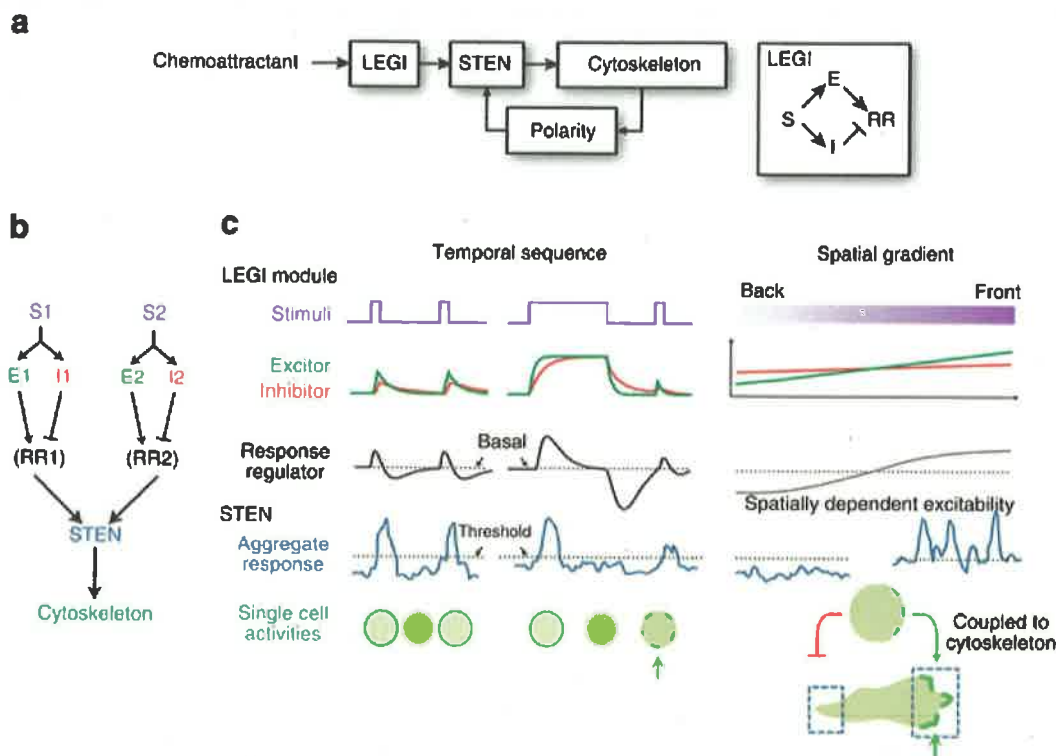 a
Chemoattractant
LEGI
STEN
Cytoskeleton
Polarity
LEGI
E
S
RR
I
b
S1
S2
E1
I1
E2
I2
(RR1)
(RR2)
STEN
Cytoskeleton
c
Temporal sequence
Spatial gradient
LEGI module
Stimuli
Back
Front
Excitor
Inhibitor
Response
regulator
Basal
Spatially dependent excitability
STEN
Aggregate
response
Threshold
Single cell
activities
Coupled to
cytoskeleton